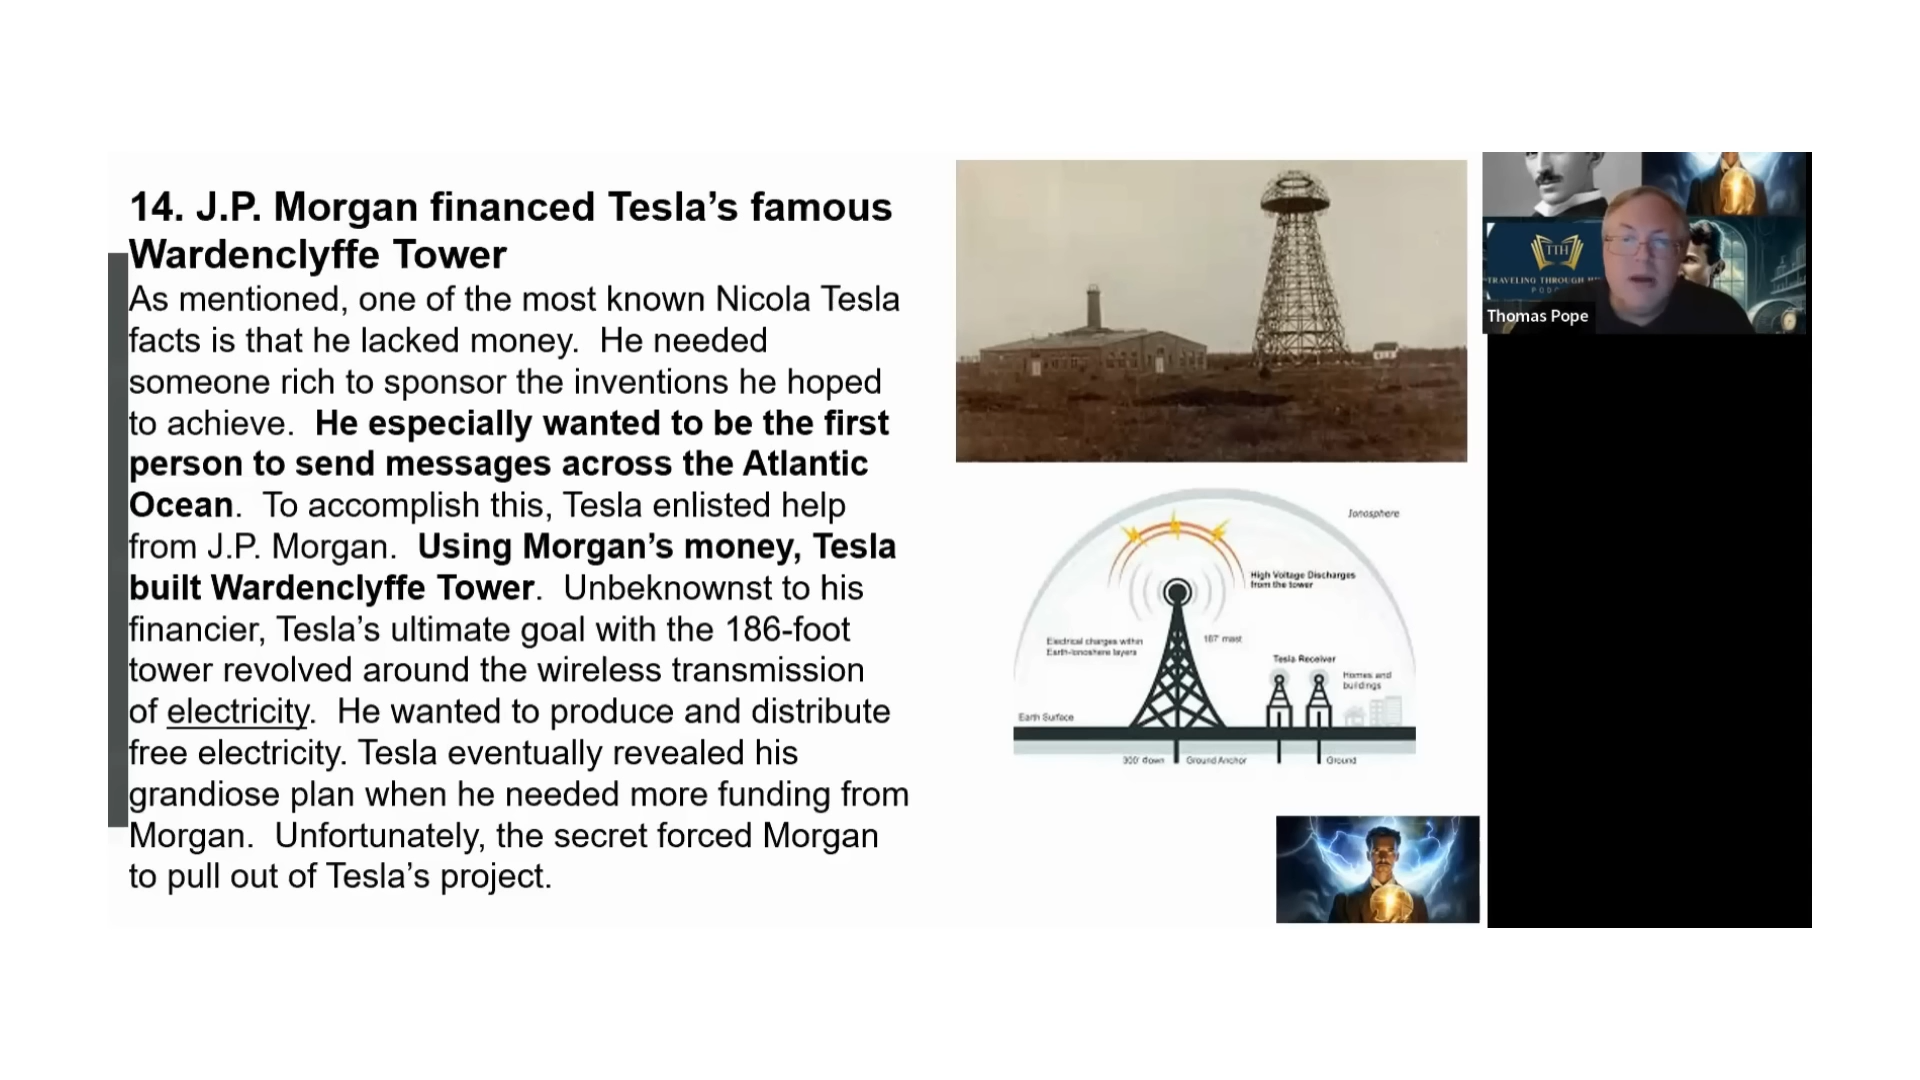 14. J.P. Morgan financed Tesla’s famous
Wardenclyffe Tower
As mentioned, one of the most known Nicola Tesla
facts is that he lacked money.  He needed
someone rich to sponsor the inventions he hoped
to achieve.  He especially wanted to be the first
person to send messages across the Atlantic
Ocean.  To accomplish this, Tesla enlisted help
from J.P. Morgan.  Using Morgan’s money, Tesla
built Wardenclyffe Tower.  Unbeknownst to his
financier, Tesla’s ultimate goal with the 186-foot
tower revolved around the wireless transmission
of electricity.  He wanted to produce and distribute
free electricity. Tesla eventually revealed his
grandiose plan when he needed more funding from
Morgan.  Unfortunately, the secret forced Morgan
to pull out of Tesla’s project.
Ionosphere
High Voltage Discharges
from the tower
Electrical charges within
Earth-Ionosphere layers
187' mast
Tesla Receiver
Homes and
buildings
Earth Surface
300' down
Ground Anchor
Ground
TTH
TRAVELING THROUGH
Thomas Pope